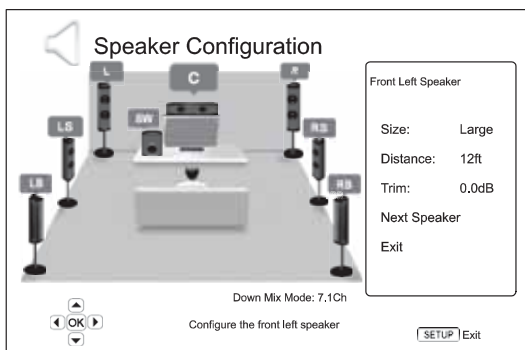 Speaker Configuration
L
C
R
SW
LS
RS
LB
RB
Front Left Speaker
Size: Large
Distance: 12ft
Trim: 0.0dB
Next Speaker
Exit
Down Mix Mode: 7.1Ch
OK
Configure the front left speaker
SETUP Exit